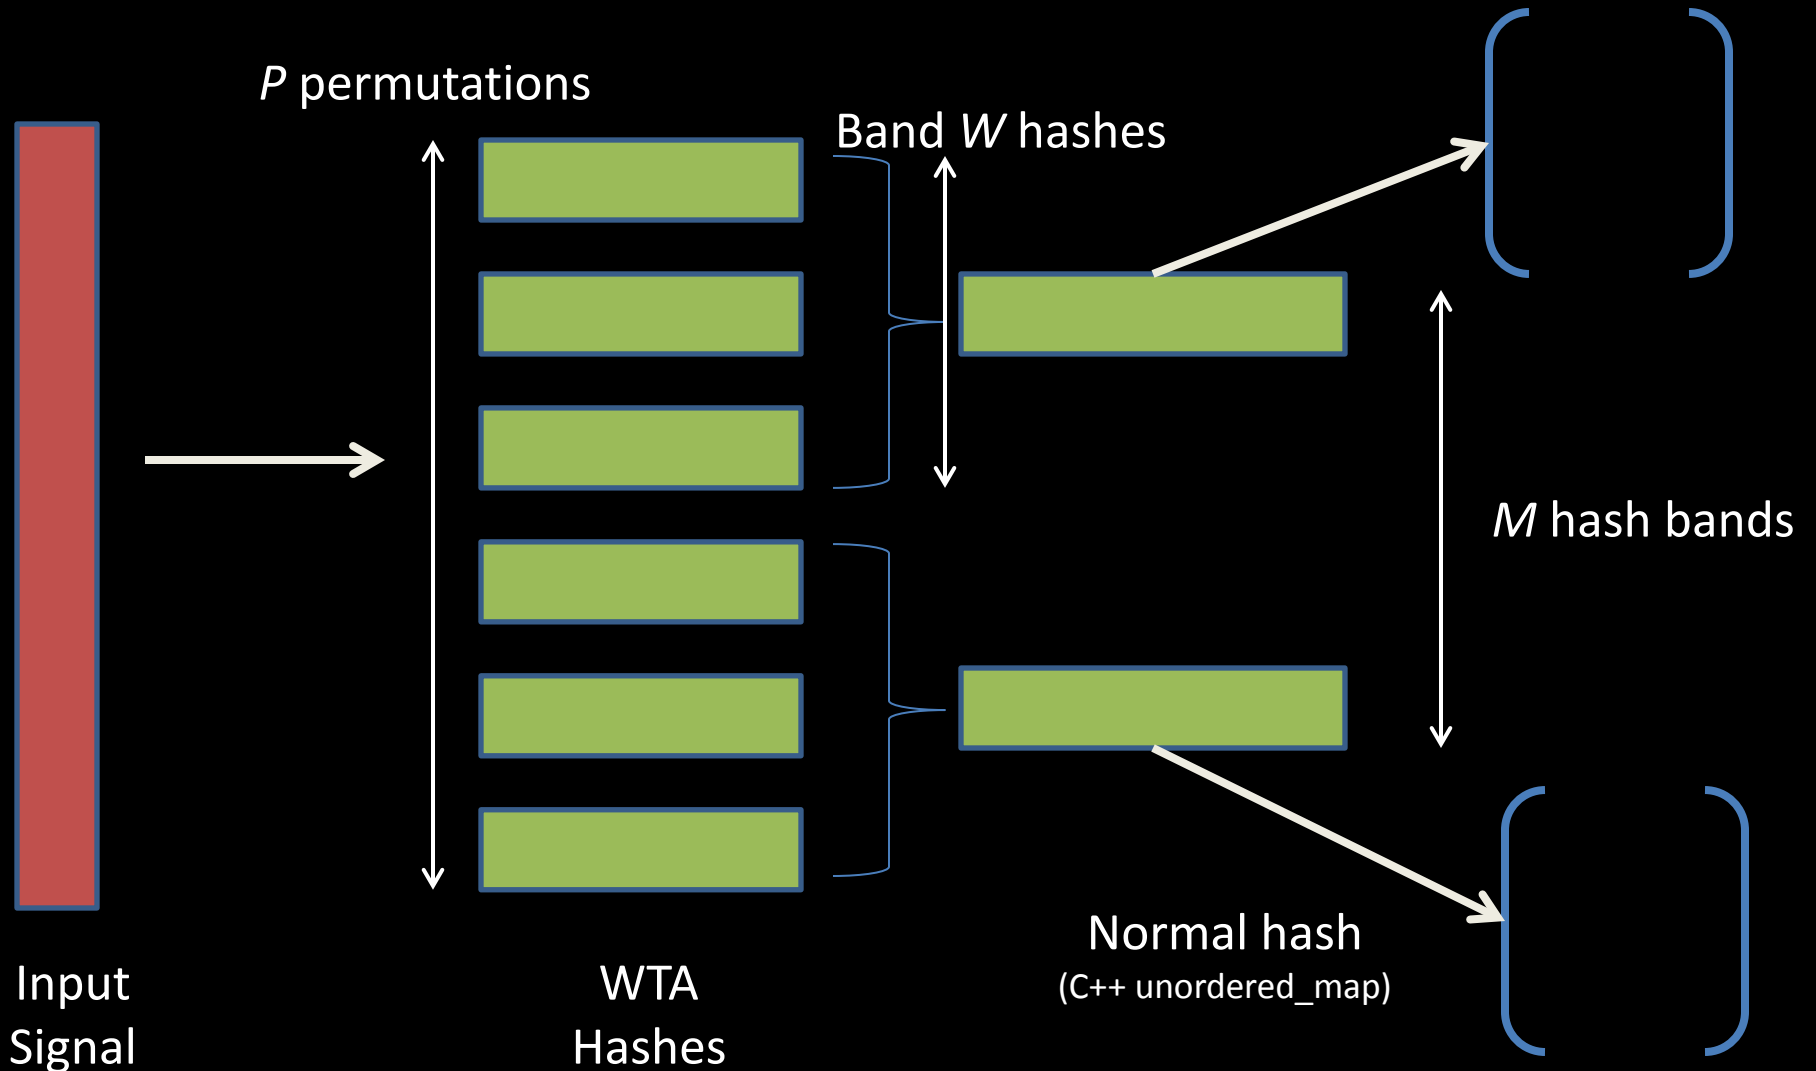 P permutations
Band W hashes
M hash bands
Normal hash
(C++ unordered_map)
Input
Signal
WTA
Hashes